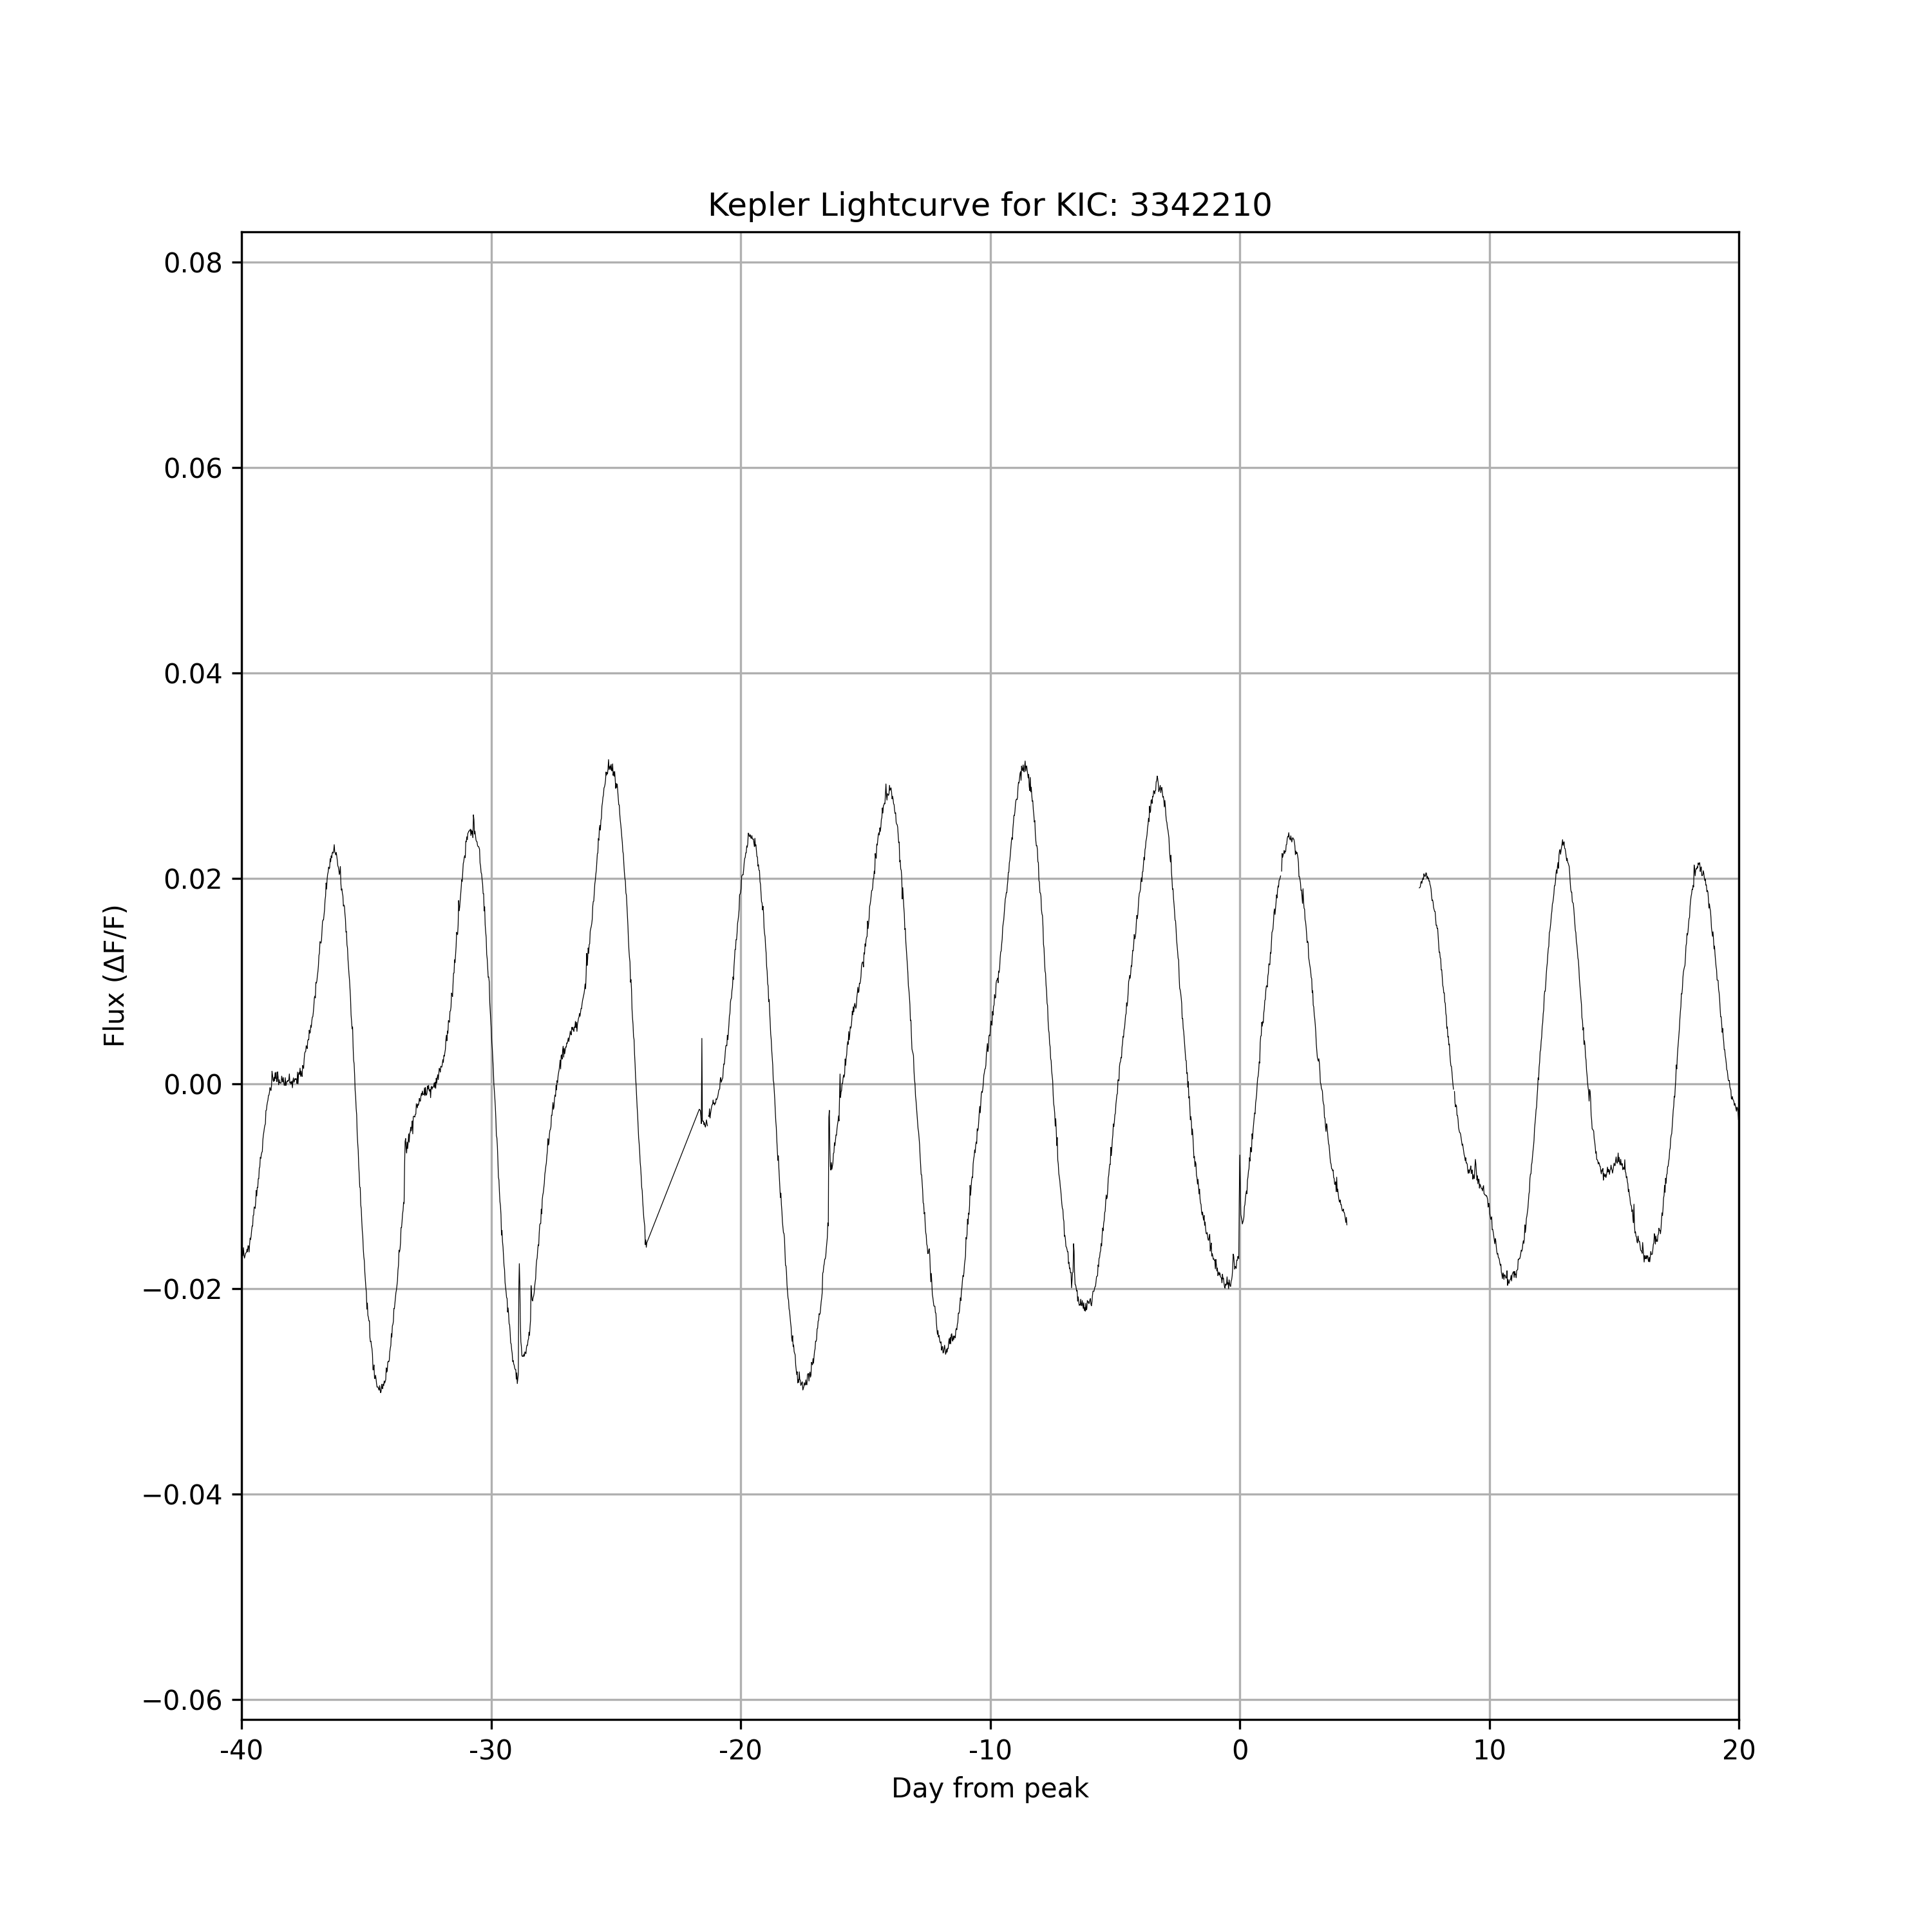 Kepler Lightcurve for KIC: 3342210
0.08
0.06
0.04
0.02
0.00
−0.02
−0.04
−0.06
Flux (ΔF/F)
-40 -30 -20 -10 0 10 20
Day from peak